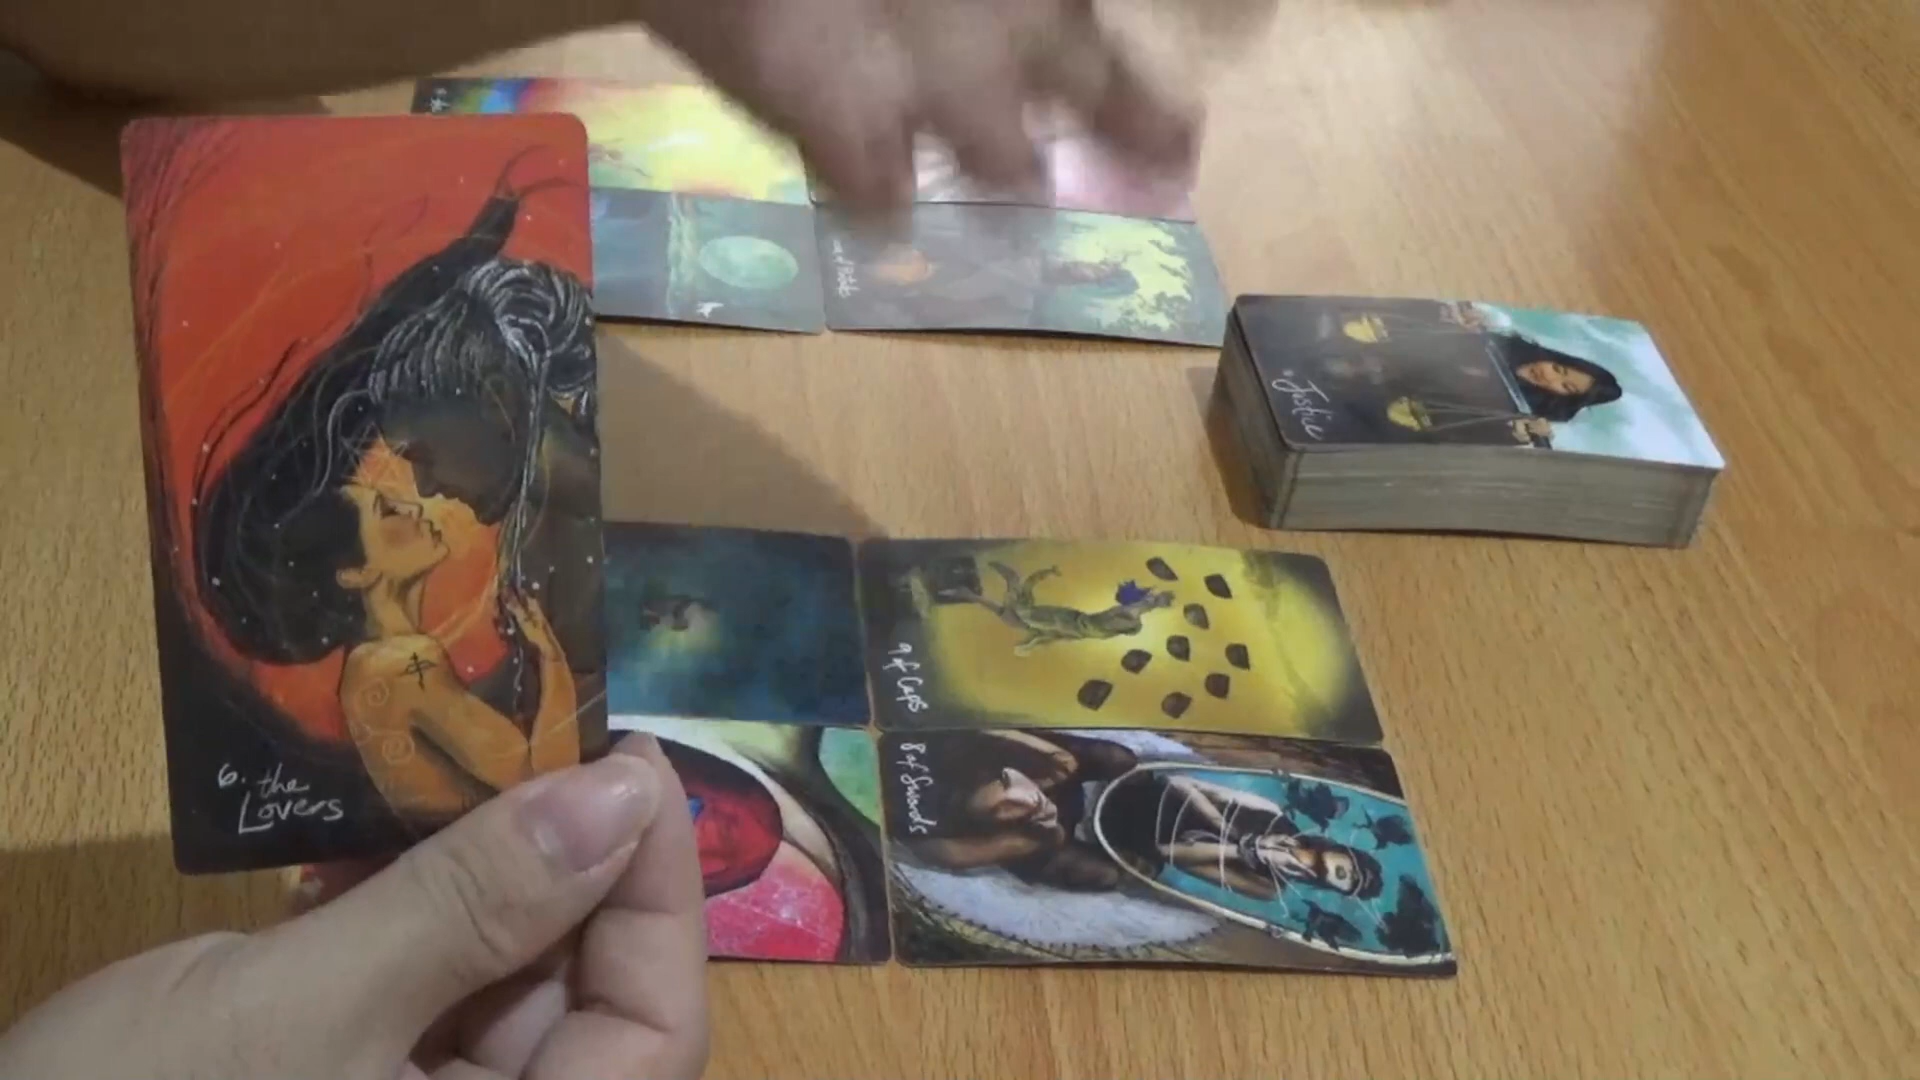 6. the
Lovers
Justice
9 of Cups
8 of Swords